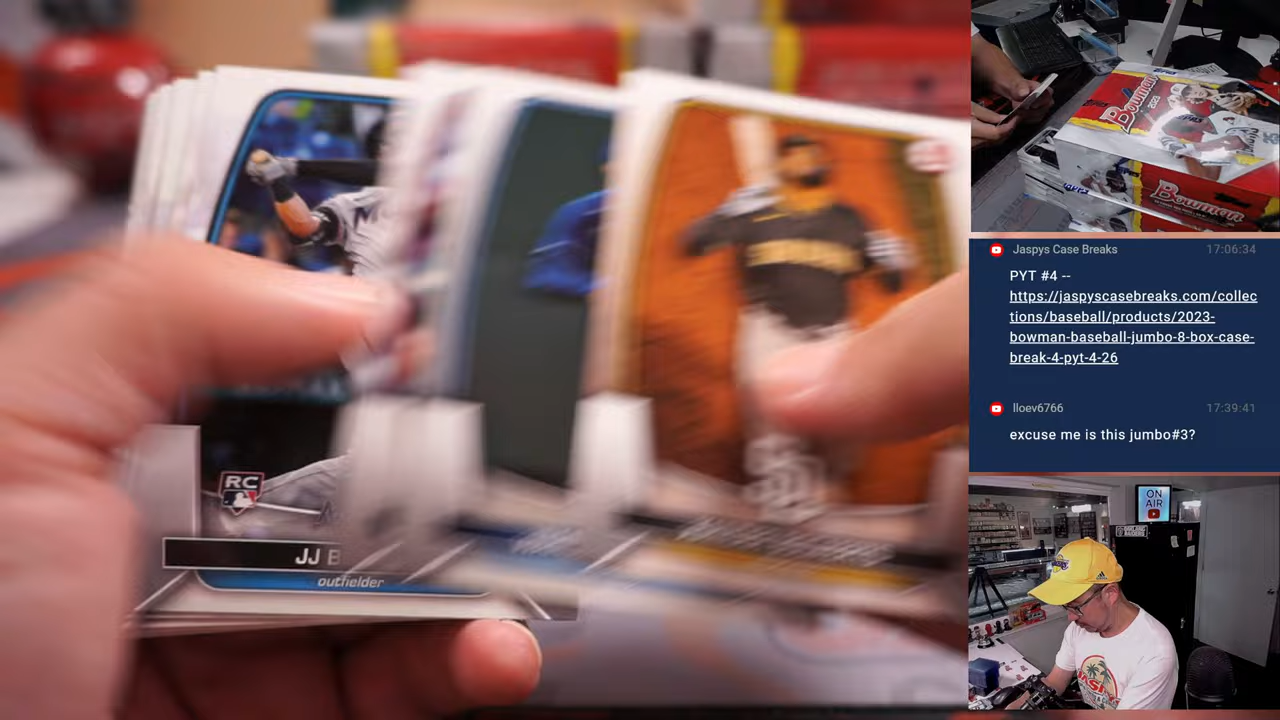 RC
JJ B
outfielder
Bowman
2023
Bowman
Jaspys Case Breaks 17:06:34
PYT #4 --
https://jaspyscasebreaks.com/collec
tions/baseball/products/2023-
bowman-baseball-jumbo-8-box-case-
break-4-pyt-4-26
lloev6766 17:39:41
excuse me is this jumbo#3?
ON
AIR